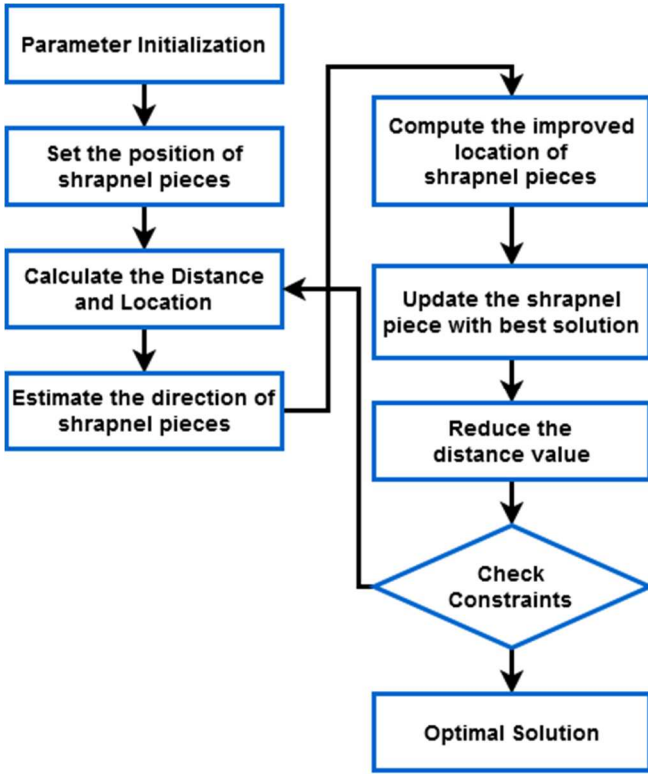 Parameter Initialization
Set the position of
shrapnel pieces
Calculate the Distance
and Location
Estimate the direction of
shrapnel pieces
Compute the improved
location of
shrapnel pieces
Update the shrapnel
piece with best solution
Reduce the
distance value
Check
Constraints
Optimal Solution